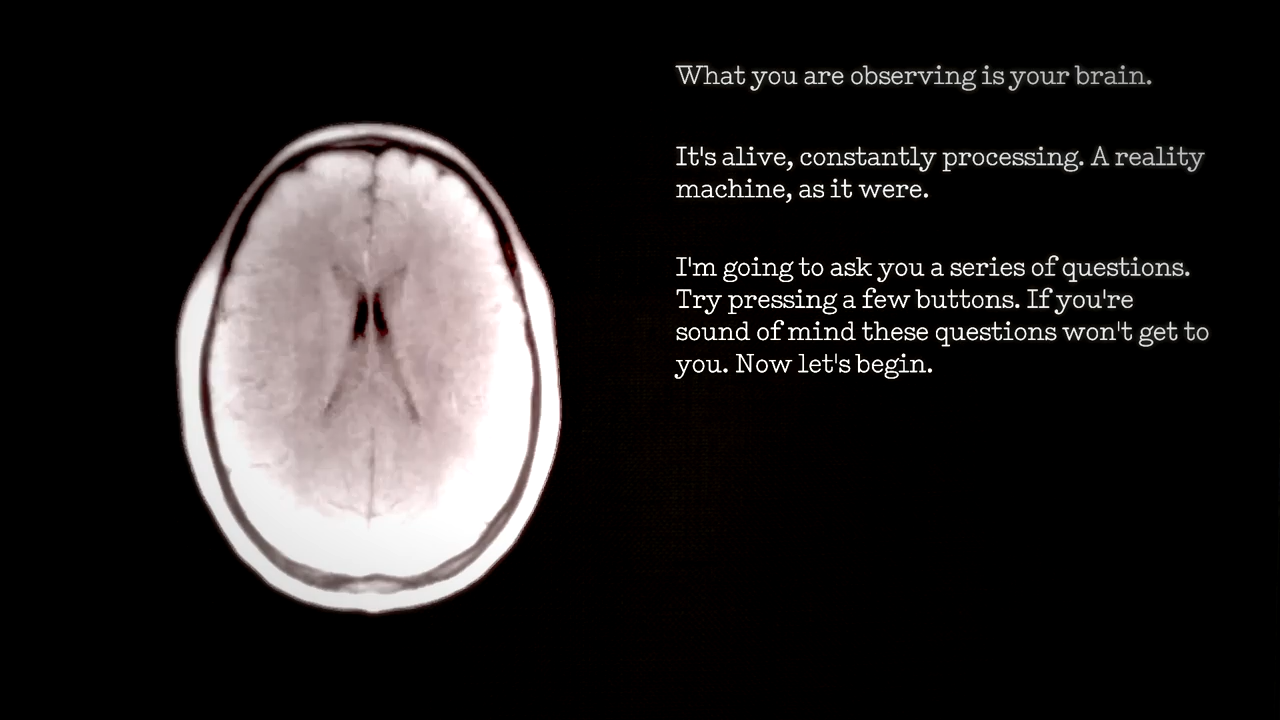 What you are observing is your brain.
It's alive, constantly processing. A reality
machine, as it were.
I'm going to ask you a series of questions.
Try pressing a few buttons. If you're
sound of mind these questions won't get to
you. Now let's begin.